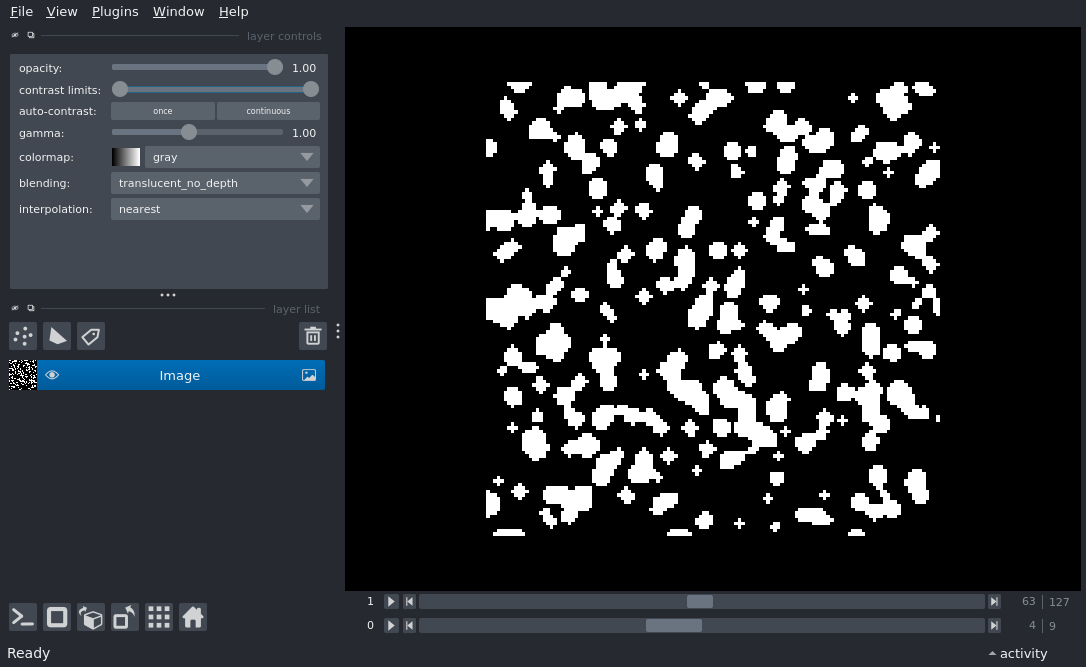 File View Plugins Window Help
layer controls
opacity: 1.00
contrast limits:
auto-contrast: once continuous
gamma: 1.00
colormap: gray
blending: translucent_no_depth
interpolation: nearest
layer list
Image
1 63 127
0 4 9
Ready activity